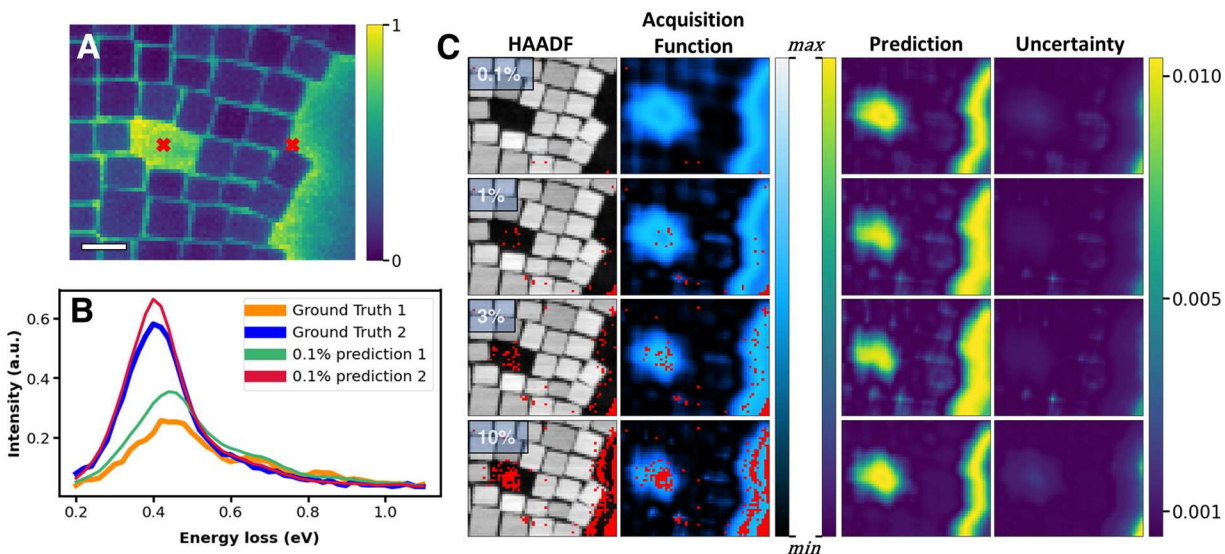 A
1
0
B
Ground Truth 1
Ground Truth 2
0.1% prediction 1
0.1% prediction 2
0.6
0.4
0.2
Intensity (a.u.)
0.2 0.4 0.6 0.8 1.0
Energy loss (eV)
C
HAADF
Acquisition
Function
max
min
Prediction
Uncertainty
0.1%
1%
3%
10%
0.010
0.005
0.001